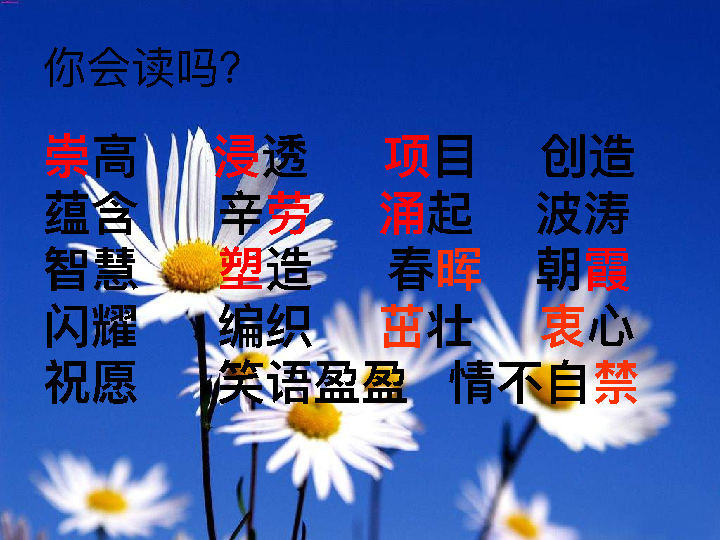 你会读吗?
崇高 浸透 项目 创造
蕴含 辛劳 涌起 波涛
智慧 塑造 春晖 朝霞
闪耀 编织 茁壮 衷心
祝愿 笑语盈盈 情不自禁